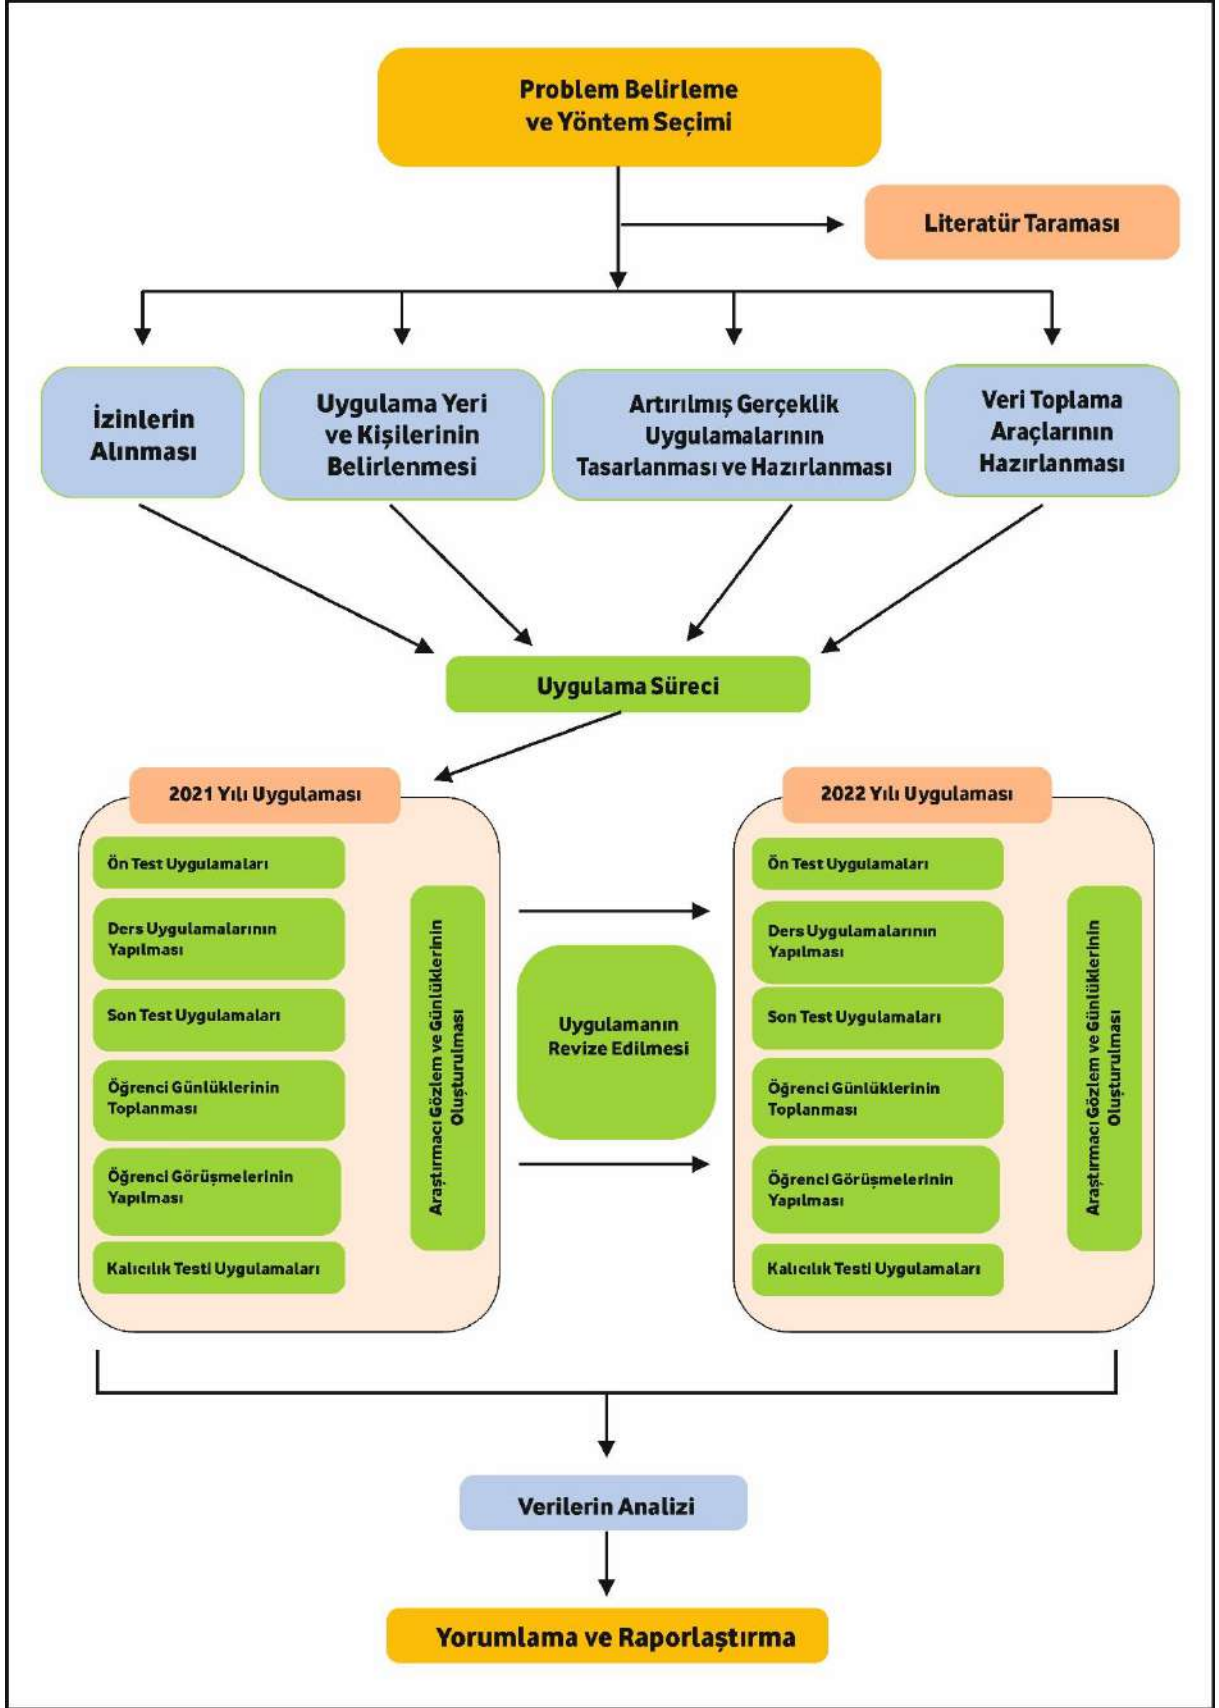 Problem Belirleme
ve Yöntem Seçimi
Literatür Taraması
İzinlerin
Alınması
Uygulama Yeri
ve Kişilerinin
Belirlenmesi
Artırılmış Gerçeklik
Uygulamalarının
Tasarlanması ve Hazırlanması
Veri Toplama
Araçlarının
Hazırlanması
Uygulama Süreci
2021 Yılı Uygulaması
Ön Test Uygulamaları
Ders Uygulamalarının
Yapılması
Son Test Uygulamaları
Öğrenci Günlüklerinin
Toplanması
Öğrenci Görüşmelerinin
Yapılması
Kalıcılık Testi Uygulamaları
Araştırmacı Gözlem ve Günlüklerinin
Oluşturulması
Uygulamanın
Revize Edilmesi
2022 Yılı Uygulaması
Ön Test Uygulamaları
Ders Uygulamalarının
Yapılması
Son Test Uygulamaları
Öğrenci Günlüklerinin
Toplanması
Öğrenci Görüşmelerinin
Yapılması
Kalıcılık Testi Uygulamaları
Araştırmacı Gözlem ve Günlüklerinin
Oluşturulması
Verilerin Analizi
Yorumlama ve Raporlaştırma